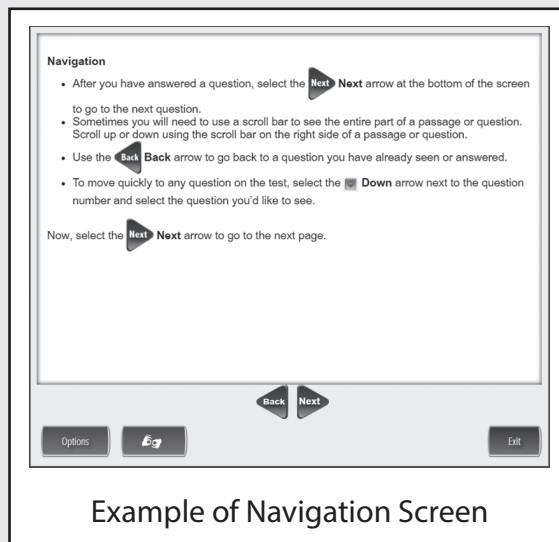 Navigation
• After you have answered a question, select the Next Next arrow at the bottom of the screen
to go to the next question.
• Sometimes you will need to use a scroll bar to see the entire part of a passage or question.
Scroll up or down using the scroll bar on the right side of a passage or question.
• Use the Back Back arrow to go back to a question you have already seen or answered.
• To move quickly to any question on the test, select the Down arrow next to the question
number and select the question you'd like to see.
Now, select the Next Next arrow to go to the next page.
Back Next
Options Exit
Example of Navigation Screen